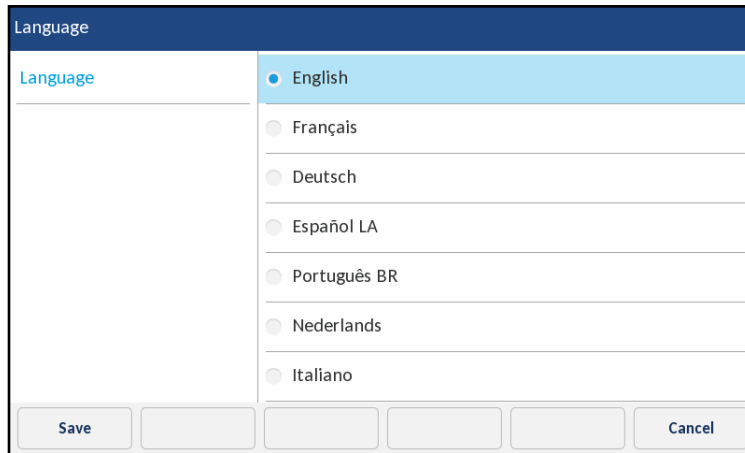 Language
Language
English
Français
Deutsch
Español LA
Português BR
Nederlands
Italiano
Save
Cancel